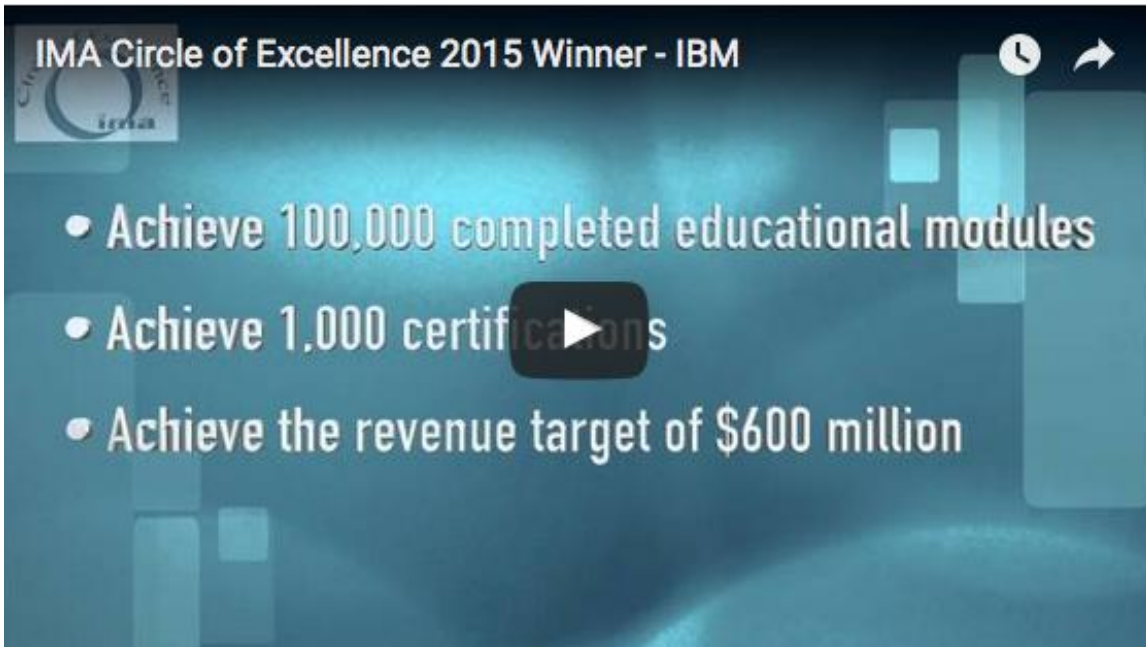 IMA Circle of Excellence 2015 Winner - IBM
ima
• Achieve 100,000 completed educational modules
• Achieve 1,000 certifications
• Achieve the revenue target of $600 million